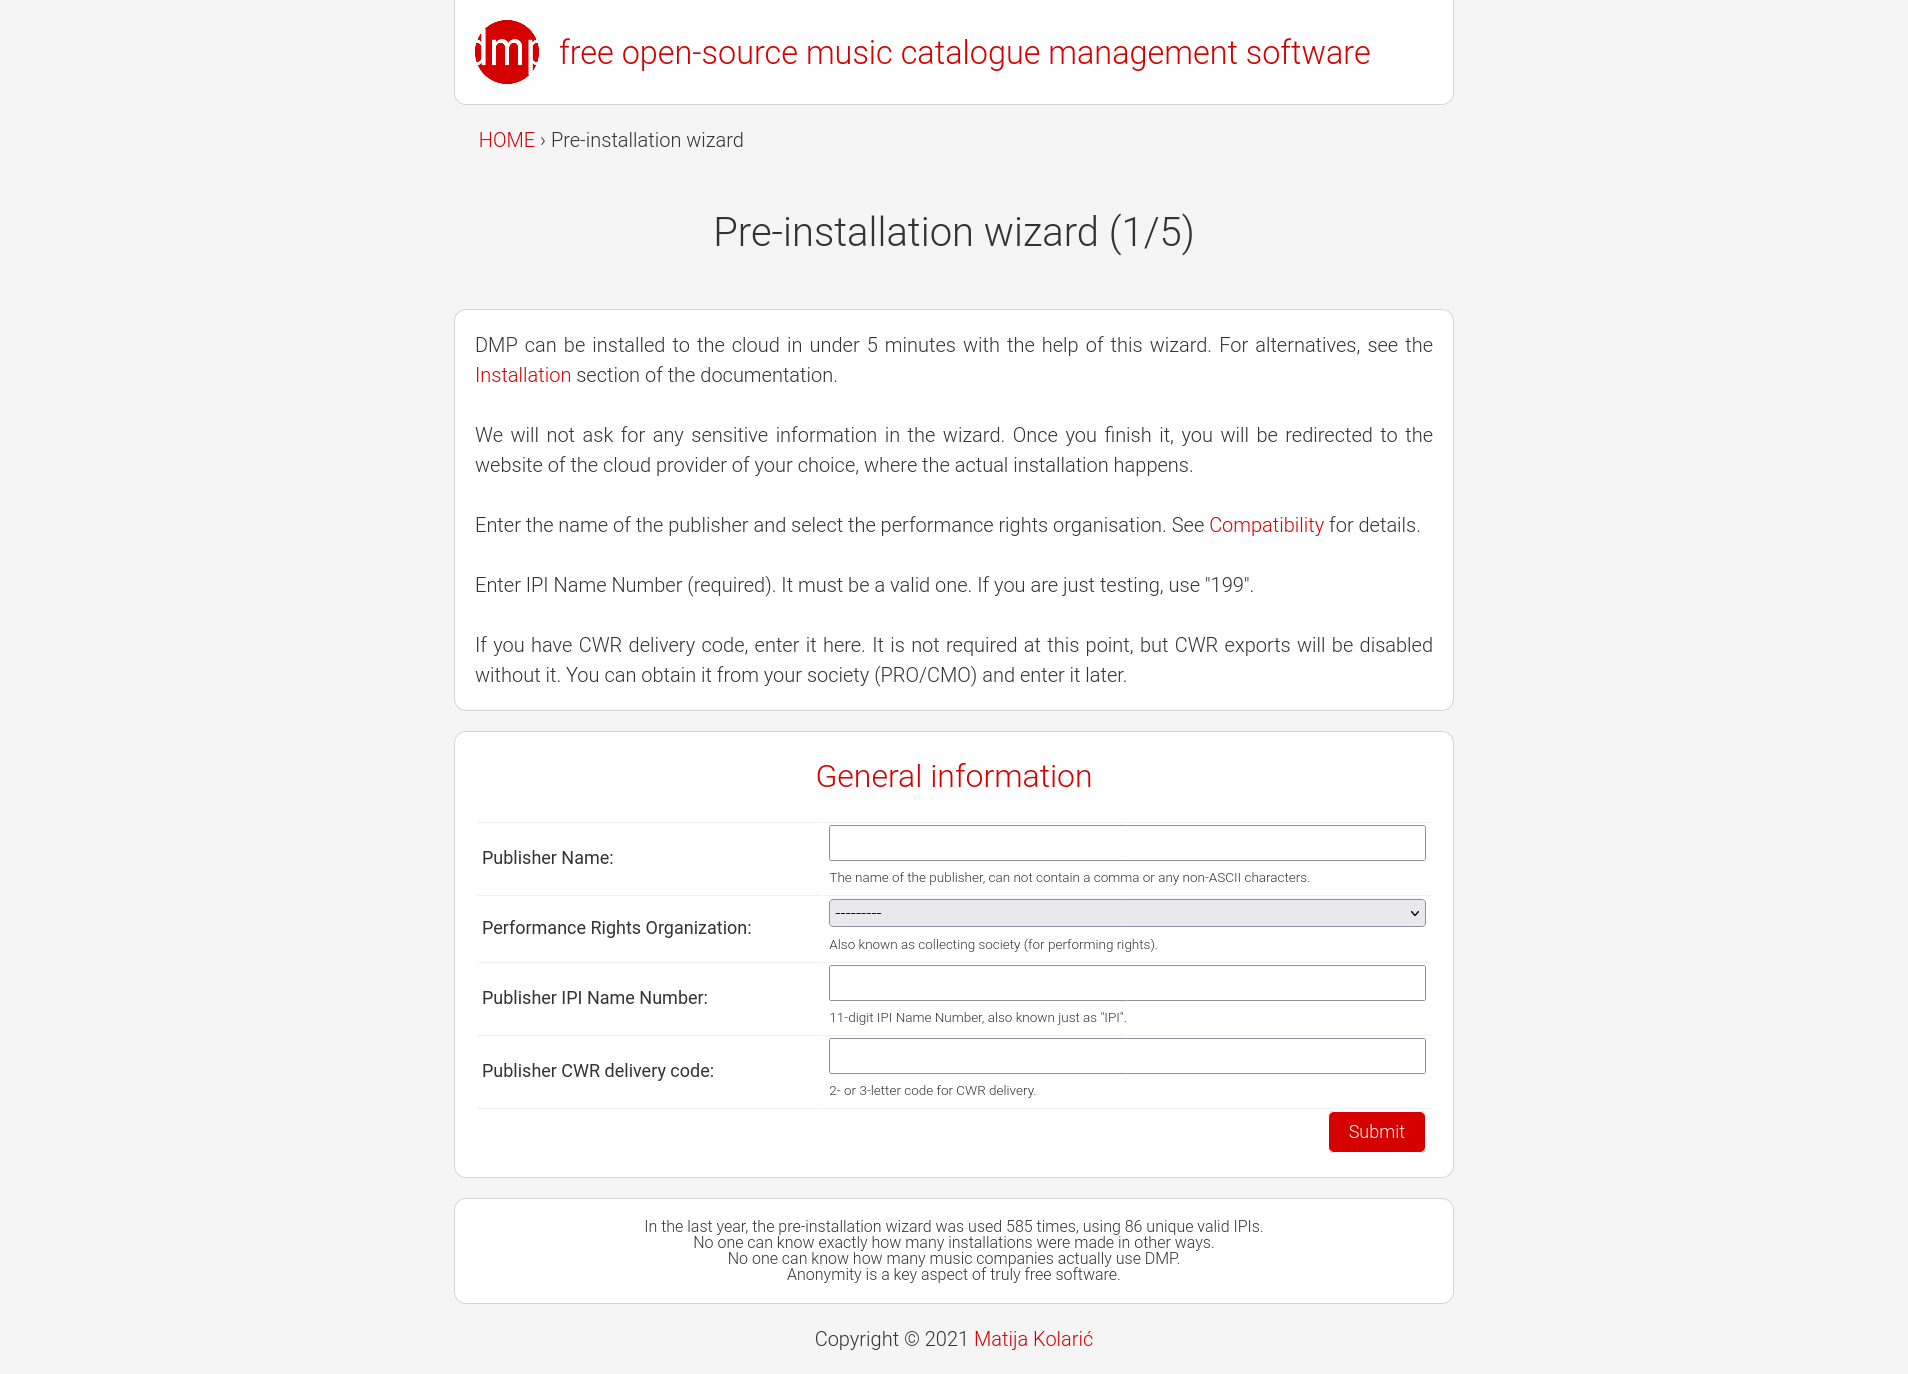 dmp
free open-source music catalogue management software
HOME › Pre-installation wizard
Pre-installation wizard (1/5)
DMP can be installed to the cloud in under 5 minutes with the help of this wizard. For alternatives, see the
Installation section of the documentation.
We will not ask for any sensitive information in the wizard. Once you finish it, you will be redirected to the
website of the cloud provider of your choice, where the actual installation happens.
Enter the name of the publisher and select the performance rights organisation. See Compatibility for details.
Enter IPI Name Number (required). It must be a valid one. If you are just testing, use "199".
If you have CWR delivery code, enter it here. It is not required at this point, but CWR exports will be disabled
without it. You can obtain it from your society (PRO/CMO) and enter it later.
General information
Publisher Name:
The name of the publisher, can not contain a comma or any non-ASCII characters.
Performance Rights Organization:
---------
Also known as collecting society (for performing rights).
Publisher IPI Name Number:
11-digit IPI Name Number, also known just as "IPI".
Publisher CWR delivery code:
2- or 3-letter code for CWR delivery.
Submit
In the last year, the pre-installation wizard was used 585 times, using 86 unique valid IPIs.
No one can know exactly how many installations were made in other ways.
No one can know how many music companies actually use DMP.
Anonymity is a key aspect of truly free software.
Copyright © 2021 Matija Kolarić